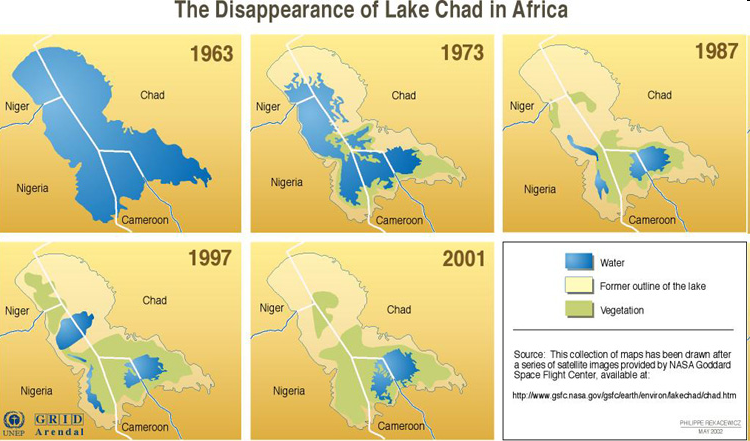 The Disappearance of Lake Chad in Africa
1963
Niger
Chad
Nigeria
Cameroon
1973
Niger
Chad
Nigeria
Cameroon
1987
Niger
Chad
Nigeria
Cameroon
1997
Niger
Chad
Nigeria
Cameroon
UNEP
GRID
Arendal
2001
Niger
Chad
Nigeria
Cameroon
Water
Former outline of the lake
Vegetation
Source: This collection of maps has been drawn after
a series of satellite images provided by NASA Goddard
Space Flight Center, available at:
http://www.gsfc.nasa.gov/gsfc/earth/environ/lakechad/chad.htm
PHILIPPE REKACEWICZ
MAY 2002